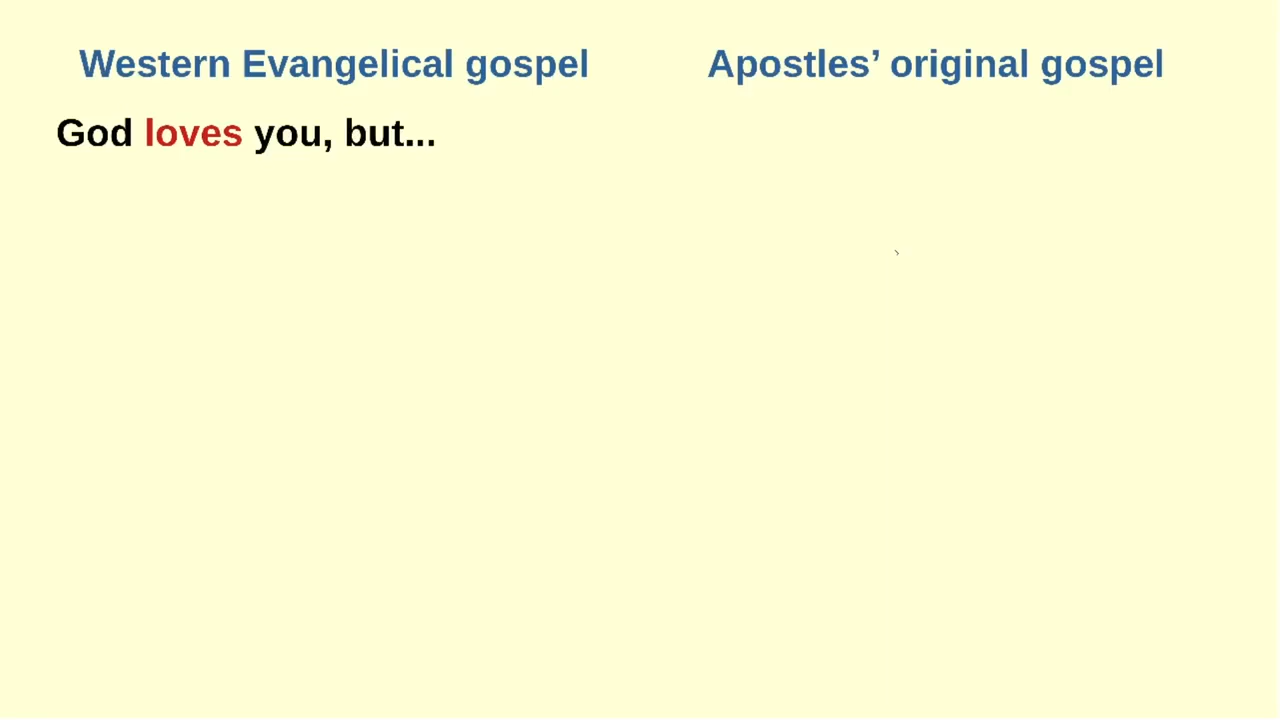 Western Evangelical gospel
Apostles’ original gospel
God loves you, but...